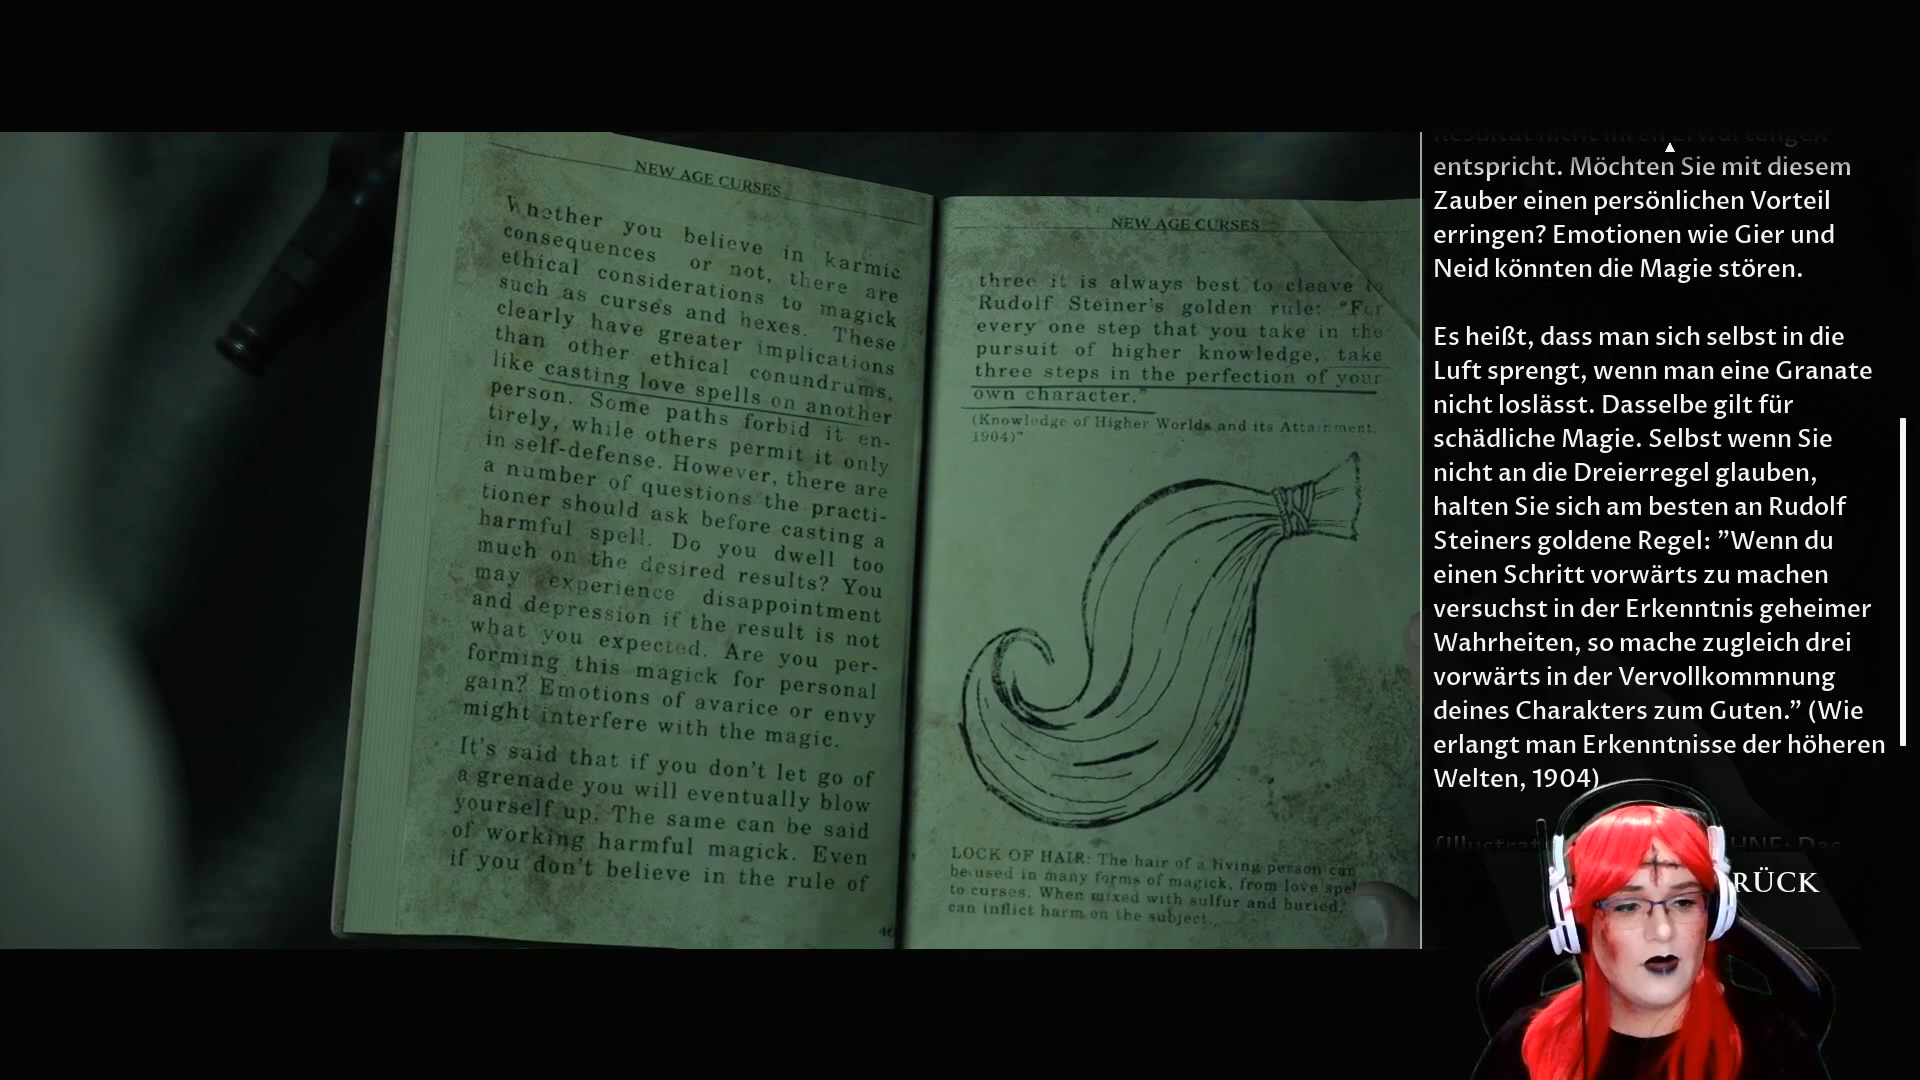 NEW AGE CURSES
Whether you believe in karmic
consequences or not, there are
ethical considerations to magick
such as curses and hexes. These
clearly have greater implications
than other ethical conundrums,
like casting love spells on another
person. Some paths forbid it en-
tirely, while others permit it only
in self-defense. However, there are
a number of questions the practi-
tioner should ask before casting a
harmful spell. Do you dwell too
much on the desired results? You
may experience disappointment
and depression if the result is not
what you expected. Are you per-
forming this magick for personal
gain? Emotions of avarice or envy
might interfere with the magic.
It's said that if you don't let go of
a grenade you will eventually blow
yourself up. The same can be said
of working harmful magick. Even
if you don't believe in the rule of
46
NEW AGE CURSES
three it is always best to cleave to
Rudolf Steiner's golden rule: "For
every one step that you take in the
pursuit of higher knowledge, take
three steps in the perfection of your
own character."
(Knowledge of Higher Worlds and its Attainment,
1904)"
LOCK OF HAIR: The hair of a living person can
be used in many forms of magick, from love spel
to curses. When mixed with sulfur and buried,
can inflict harm on the subject.
Resultat nicht Ihren Erwartungen
entspricht. Möchten Sie mit diesem
Zauber einen persönlichen Vorteil
erringen? Emotionen wie Gier und
Neid könnten die Magie stören.
Es heißt, dass man sich selbst in die
Luft sprengt, wenn man eine Granate
nicht loslässt. Dasselbe gilt für
schädliche Magie. Selbst wenn Sie
nicht an die Dreierregel glauben,
halten Sie sich am besten an Rudolf
Steiners goldene Regel: "Wenn du
einen Schritt vorwärts zu machen
versuchst in der Erkenntnis geheimer
Wahrheiten, so mache zugleich drei
vorwärts in der Vervollkommnung
deines Charakters zum Guten." (Wie
erlangt man Erkenntnisse der höheren
Welten, 1904)
(Illustrat HNE: Das
RÜCK